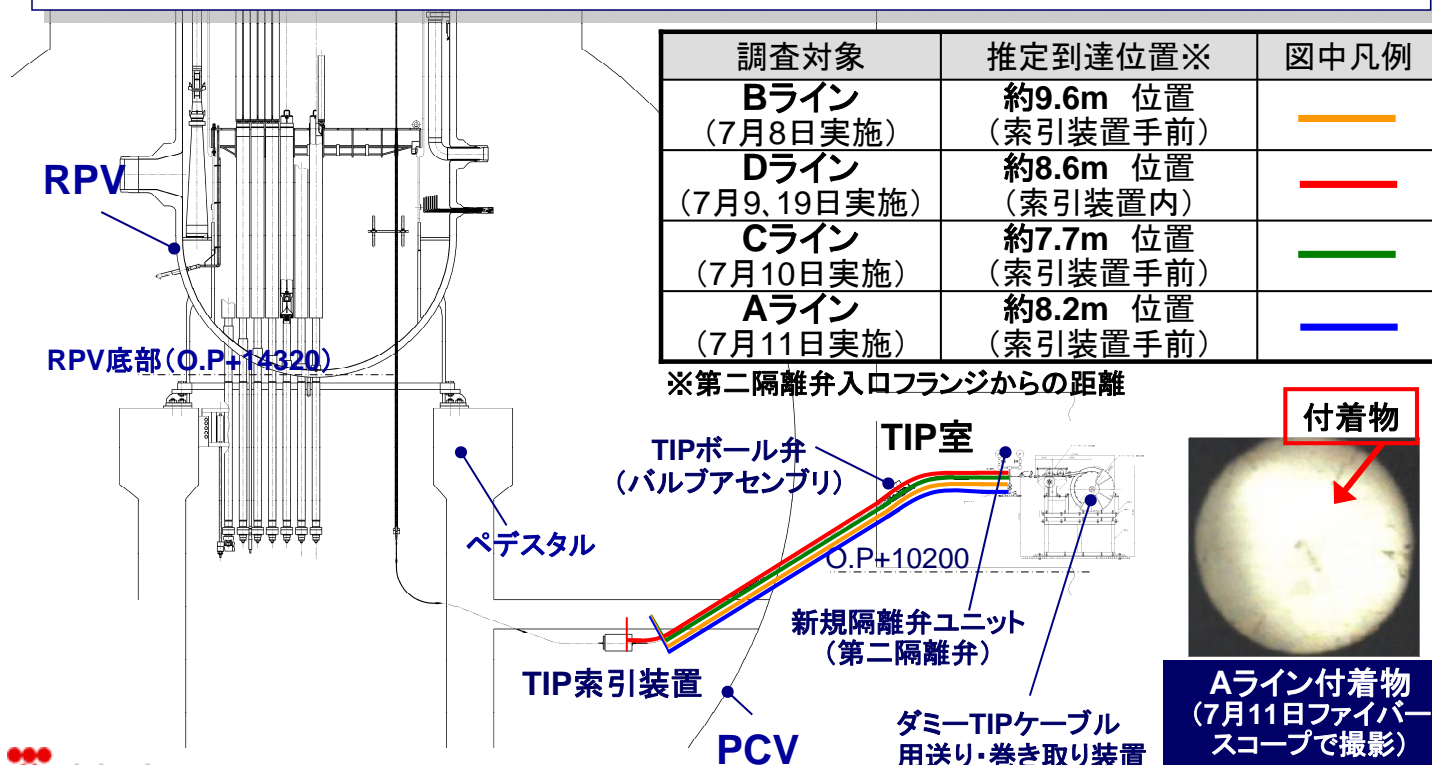 調査対象 推定到達位置※ 図中凡例
Bライン 約9.6m 位置
(7月8日実施) (索引装置手前)
Dライン 約8.6m 位置
(7月9、19日実施) (索引装置内)
Cライン 約7.7m 位置
(7月10日実施) (索引装置手前)
Aライン 約8.2m 位置
(7月11日実施) (索引装置手前)
※第二隔離弁入口フランジからの距離
RPV
RPV底部(O.P+14320)
付着物
TIP室
TIPボール弁
(バルブアセンブリ)
ペデスタル
O.P+10200
新規隔離弁ユニット
(第二隔離弁)
TIP索引装置
PCV
ダミーTIPケーブル
用送り・巻き取り装置
Aライン付着物
(7月11日ファイバー
スコープで撮影)